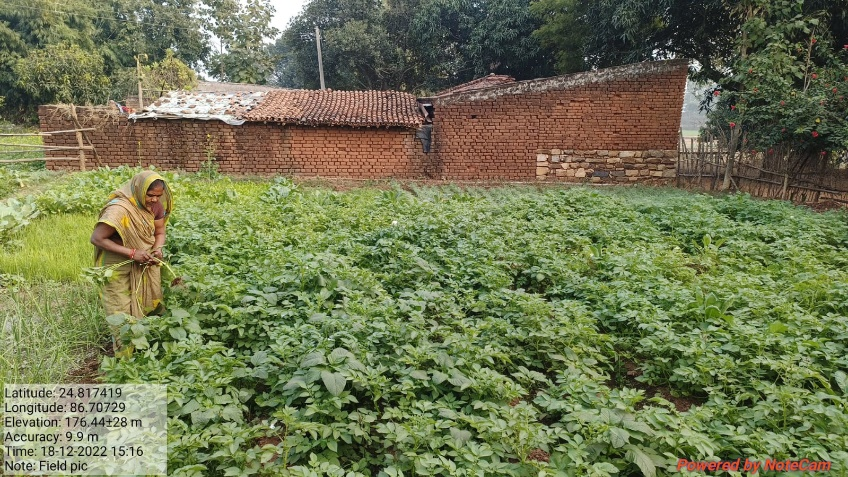 Latitude: 24.817419
Longitude: 86.70729
Elevation: 176.44±28 m
Accuracy: 9.9 m
Time: 18-12-2022 15:16
Note: Field pic
Powered by NoteCam